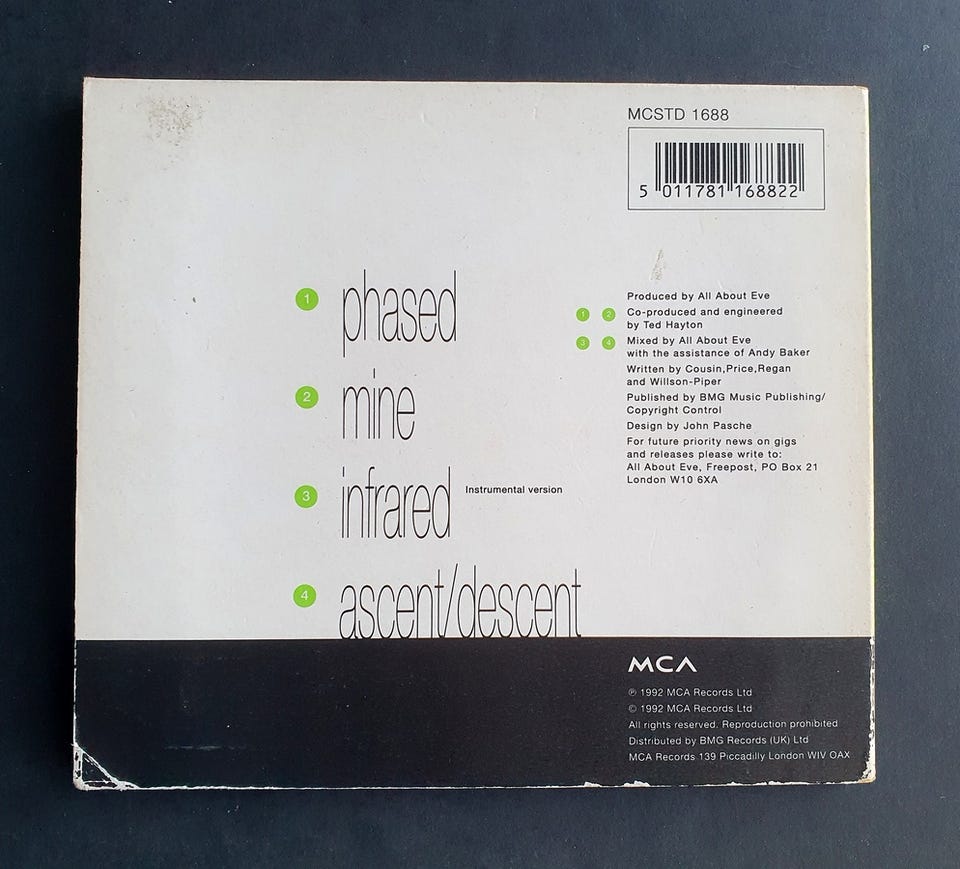 MCSTD 1688
5 011781 168822
1 phased
2 mine
3 infrared Instrumental version
4 ascent/descent
Produced by All About Eve
1 2 Co-produced and engineered
by Ted Hayton
3 4 Mixed by All About Eve
with the assistance of Andy Baker
Written by Cousin,Price,Regan
and Willson-Piper
Published by BMG Music Publishing/
Copyright Control
Design by John Pasche
For future priority news on gigs
and releases please write to:
All About Eve, Freepost, PO Box 21
London W10 6XA
MCA
℗ 1992 MCA Records Ltd
© 1992 MCA Records Ltd
All rights reserved. Reproduction prohibited
Distributed by BMG Records (UK) Ltd
MCA Records 139 Piccadilly London WIV OAX